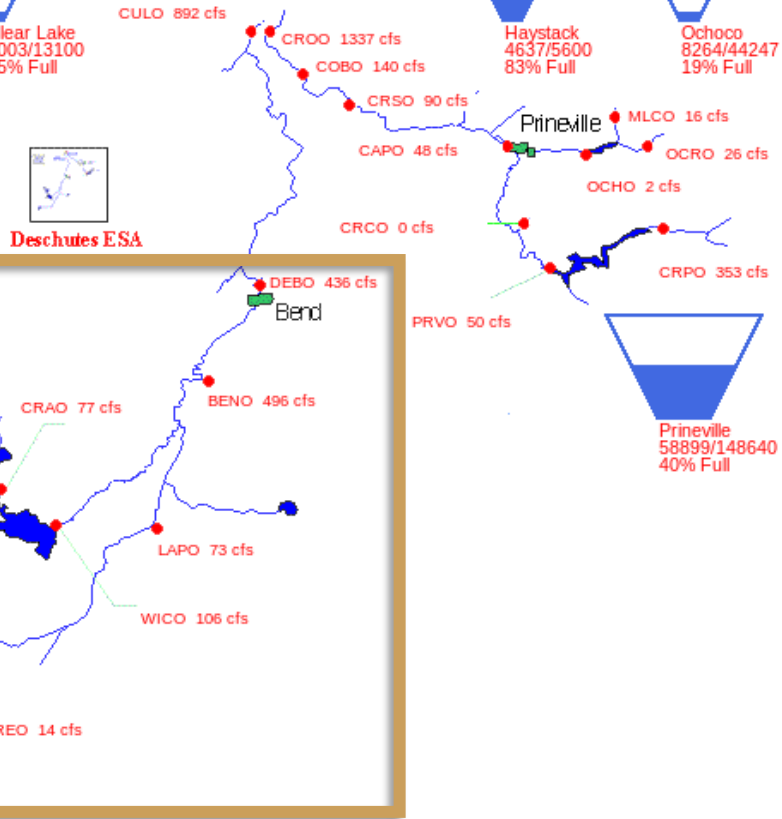 CULO 892 cfs
lear Lake
003/13100
5% Full
CROO 1337 cfs
Haystack
4637/5600
83% Full
Ochoco
8264/44247
19% Full
COBO 140 cfs
CRSO 90 cfs
Prineville
MLCO 16 cfs
CAPO 48 cfs
OCRO 26 cfs
OCHO 2 cfs
CRCO 0 cfs
Deschutes ESA
CRPO 353 cfs
DEBO 436 cfs
Bend
PRVO 50 cfs
BENO 496 cfs
CRAO 77 cfs
Prineville
58899/148640
40% Full
LAPO 73 cfs
WICO 106 cfs
REO 14 cfs